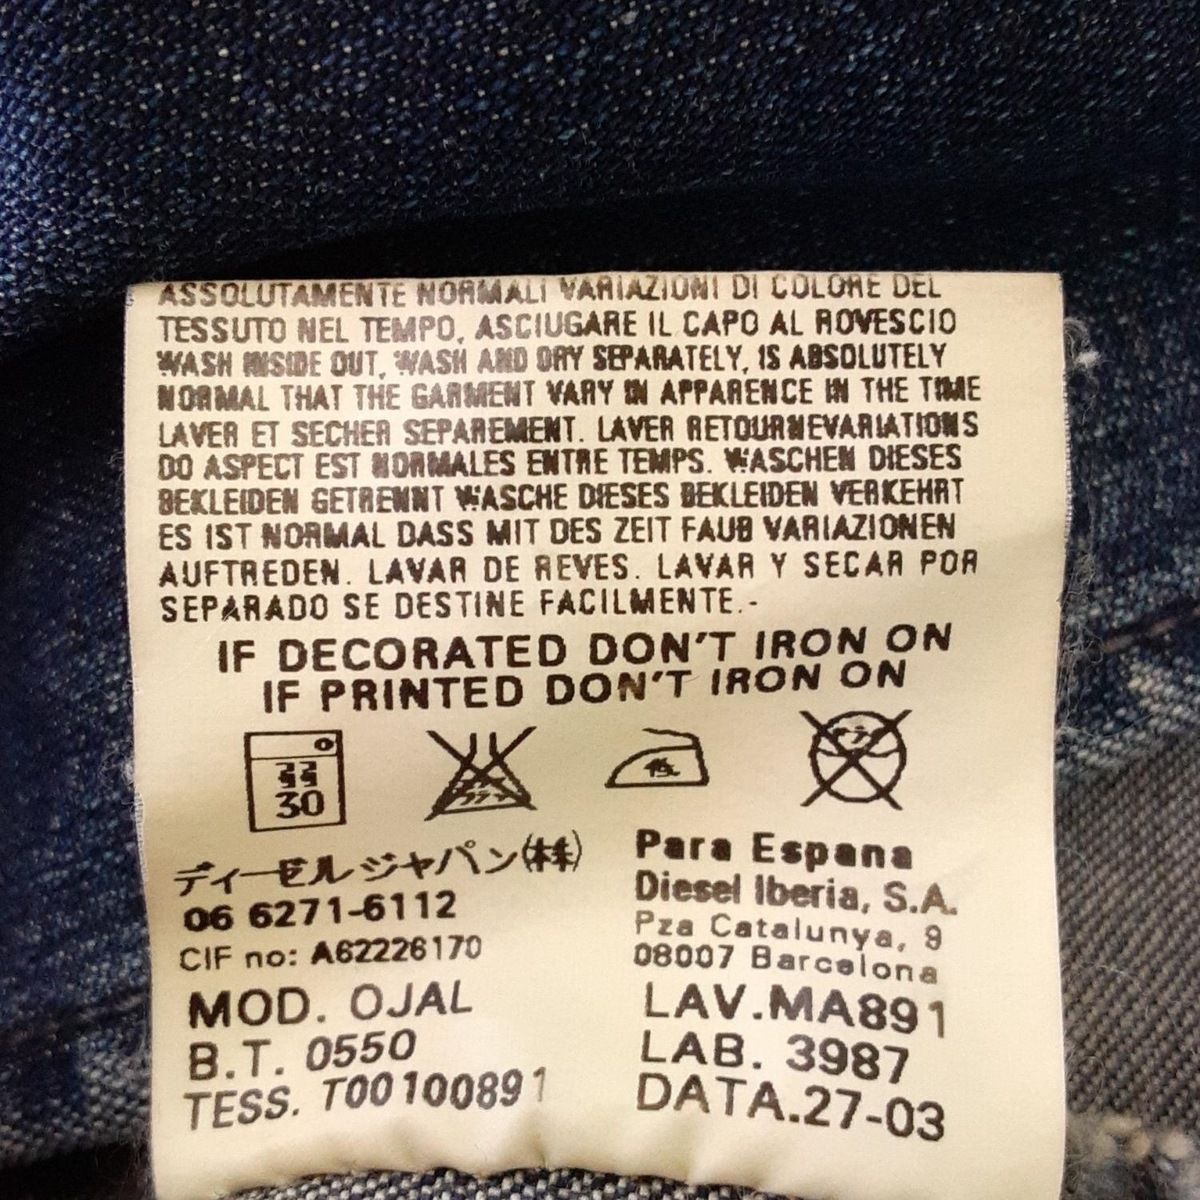 ASSOLUTAMENTE NORMALI VARIAZIONI DI COLORE DEL
TESSUTO NEL TEMPO, ASCIUGARE IL CAPO AL ROVESCIO
WASH INSIDE OUT, WASH AND DRY SEPARATELY, IS ABSOLUTELY
NORMAL THAT THE GARMENT VARY IN APPARENCE IN THE TIME
LAVER ET SECHER SEPAREMENT. LAVER RETOURNEVARIATIONS
DO ASPECT EST NORMALES ENTRE TEMPS. WASCHEN DIESES
BEKLEIDEN GETRENNT WASCHE DIESES BEKLEIDEN VERKEHRT
ES IST NORMAL DASS MIT DES ZEIT FAUB VARIAZIONEN
AUFTREDEN. LAVAR DE REVES. LAVAR Y SECAR POR
SEPARADO SE DESTINE FACILMENTE.-
IF DECORATED DON'T IRON ON
IF PRINTED DON'T IRON ON
30
低
ディーゼルジャパン(株)
06 6271-6112
CIF no: A62226170
MOD. OJAL
B.T. 0550
TESS. T00100891
Para Espana
Diesel Iberia, S.A.
Pza Catalunya, 9
08007 Barcelona
LAV.MA891
LAB. 3987
DATA.27-03